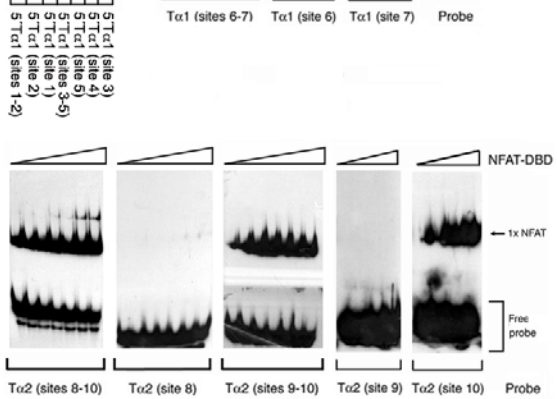 5'Tα1 (sites 1-2)
5'Tα1 (site 2)
5'Tα1 (site 1)
5'Tα1 (sites 3-5)
5'Tα1 (site 5)
5'Tα1 (site 4)
5'Tα1 (site 3)
Tα1 (sites 6-7) Tα1 (site 6) Tα1 (site 7) Probe
NFAT-DBD
1x NFAT
Free
probe
Tα2 (sites 8-10) Tα2 (site 8) Tα2 (sites 9-10) Tα2 (site 9) Tα2 (site 10) Probe